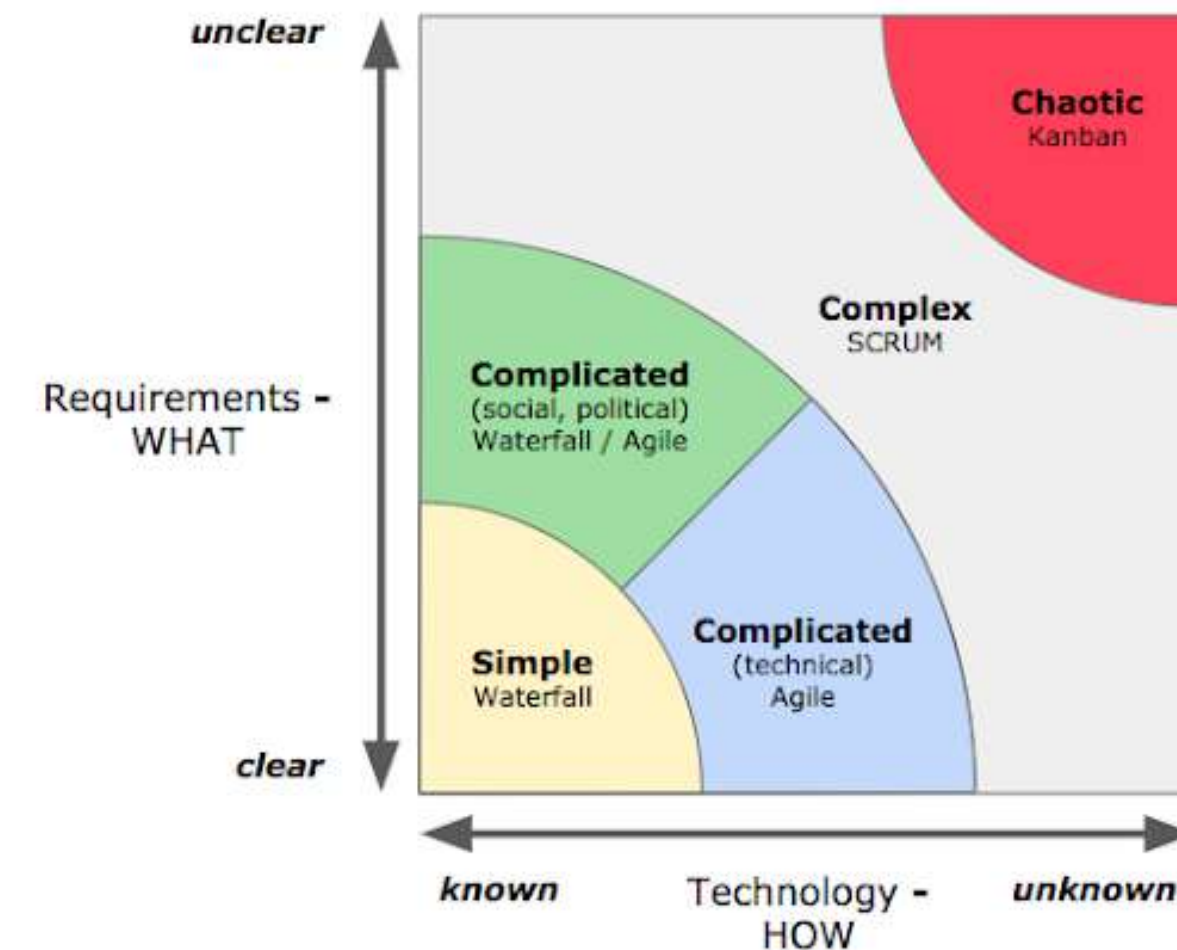 unclear
Chaotic
Kanban
Complex
SCRUM
Complicated
(social, political)
Waterfall / Agile
Requirements -
WHAT
Complicated
(technical)
Agile
Simple
Waterfall
clear
known
Technology -
HOW
unknown